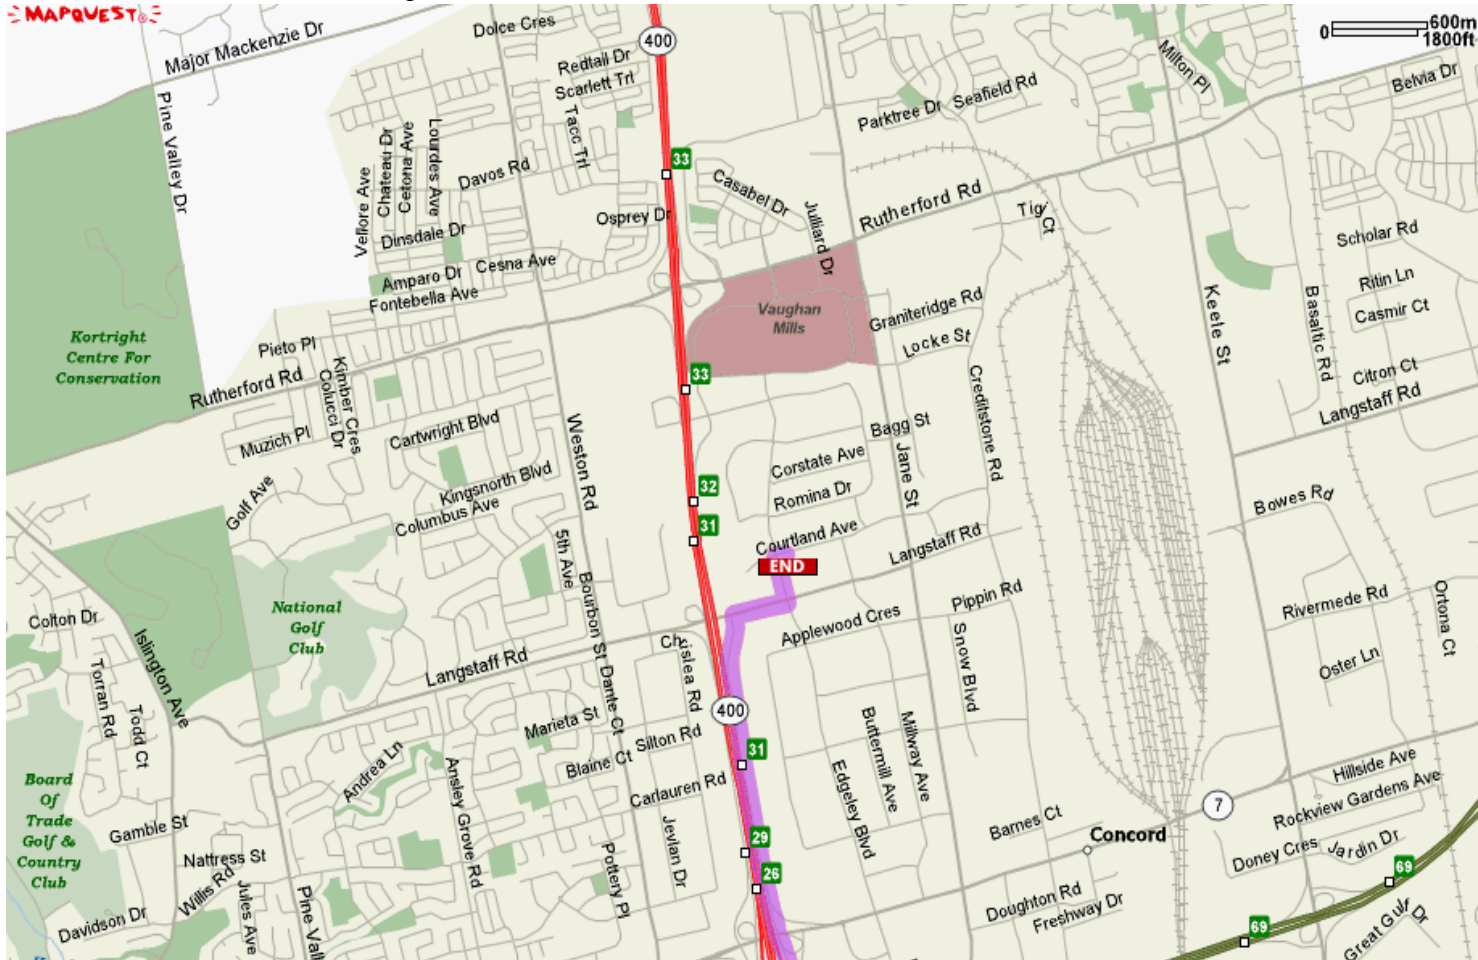 MAPQUEST
600m
0
1800ft
400
Dolce Cres
Major Mackenzie Dr
Redtail Dr
Scarlett Trl
Milton Pl
Belvia Dr
Seafield Rd
Parktree Dr
Pine Valley Dr
Tacc Trl
Lourdes Ave
Cetona Ave
Chateau Dr
Davos Rd
33
Casabel Dr
Vellore Ave
Julliard Dr
Rutherford Rd
Osprey Dr
Dinsdale Dr
Scholar Rd
Cesna Ave
Amparo Dr
Fontebella Ave
Ritin Ln
Vaughan
Mills
Graniteridge Rd
Keele St
Basaltic Rd
Casmir Ct
Kortright
Centre For
Conservation
Pieto Pl
Locke St
Kimber Cres
Colucci Dr
33
Citron Ct
Rutherford Rd
Creditstone Rd
Langstaff Rd
Muzich Pl
Cartwright Blvd
Weston Rd
Bagg St
Jane St
Corstate Ave
Kingsnorth Blvd
Golf Ave
Columbus Ave
Romina Dr
32
Bowes Rd
31
Courtland Ave
Langstaff Rd
5th Ave
END
Bourbon St
National
Golf
Club
Colton Dr
Pippin Rd
Rivermede Rd
Ortona Ct
Islington Ave
Applewood Cres
Snow Blvd
Chrislea Rd
Langstaff Rd
Oster Ln
Torran Rd
Todd Ct
Dante Ct
400
Marieta St
Silton Rd
Buttermill Ave
Millway Ave
Blaine Ct
31
Andrea Ln
Ansley Grove Rd
Carlauren Rd
Edgeley Blvd
Hillside Ave
Board
Of
Trade
Golf &
Country
Club
Rockview Gardens Ave
7
Gamble St
Jevlan Dr
Barnes Ct
Concord
29
Jardin Dr
Doney Cres
Nattress St
Pottery Pl
26
69
Willis Rd
Jules Ave
Pine Val
Doughton Rd
Freshway Dr
Davidson Dr
69
Great Gulf Dr